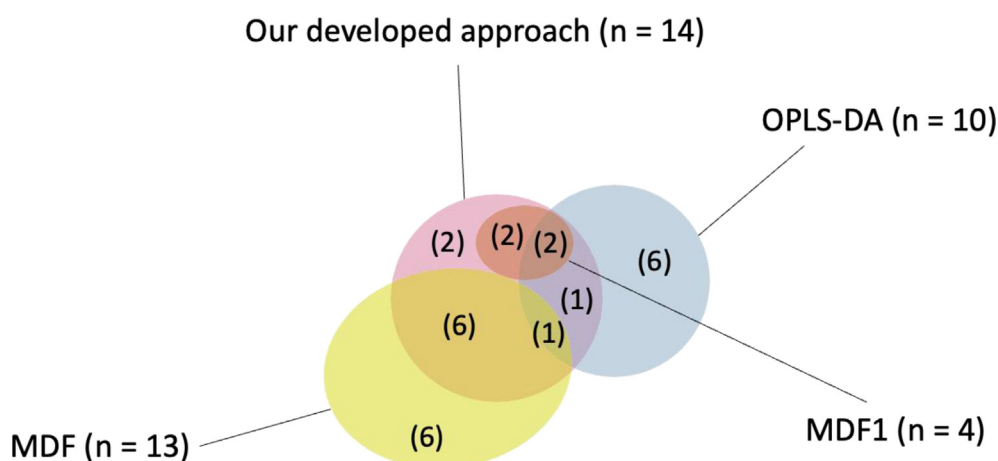 Our developed approach (n = 14)
OPLS-DA (n = 10)
(2) (2) (2)
(6)
(1)
(6)
(1)
(6)
MDF (n = 13)
MDF1 (n = 4)